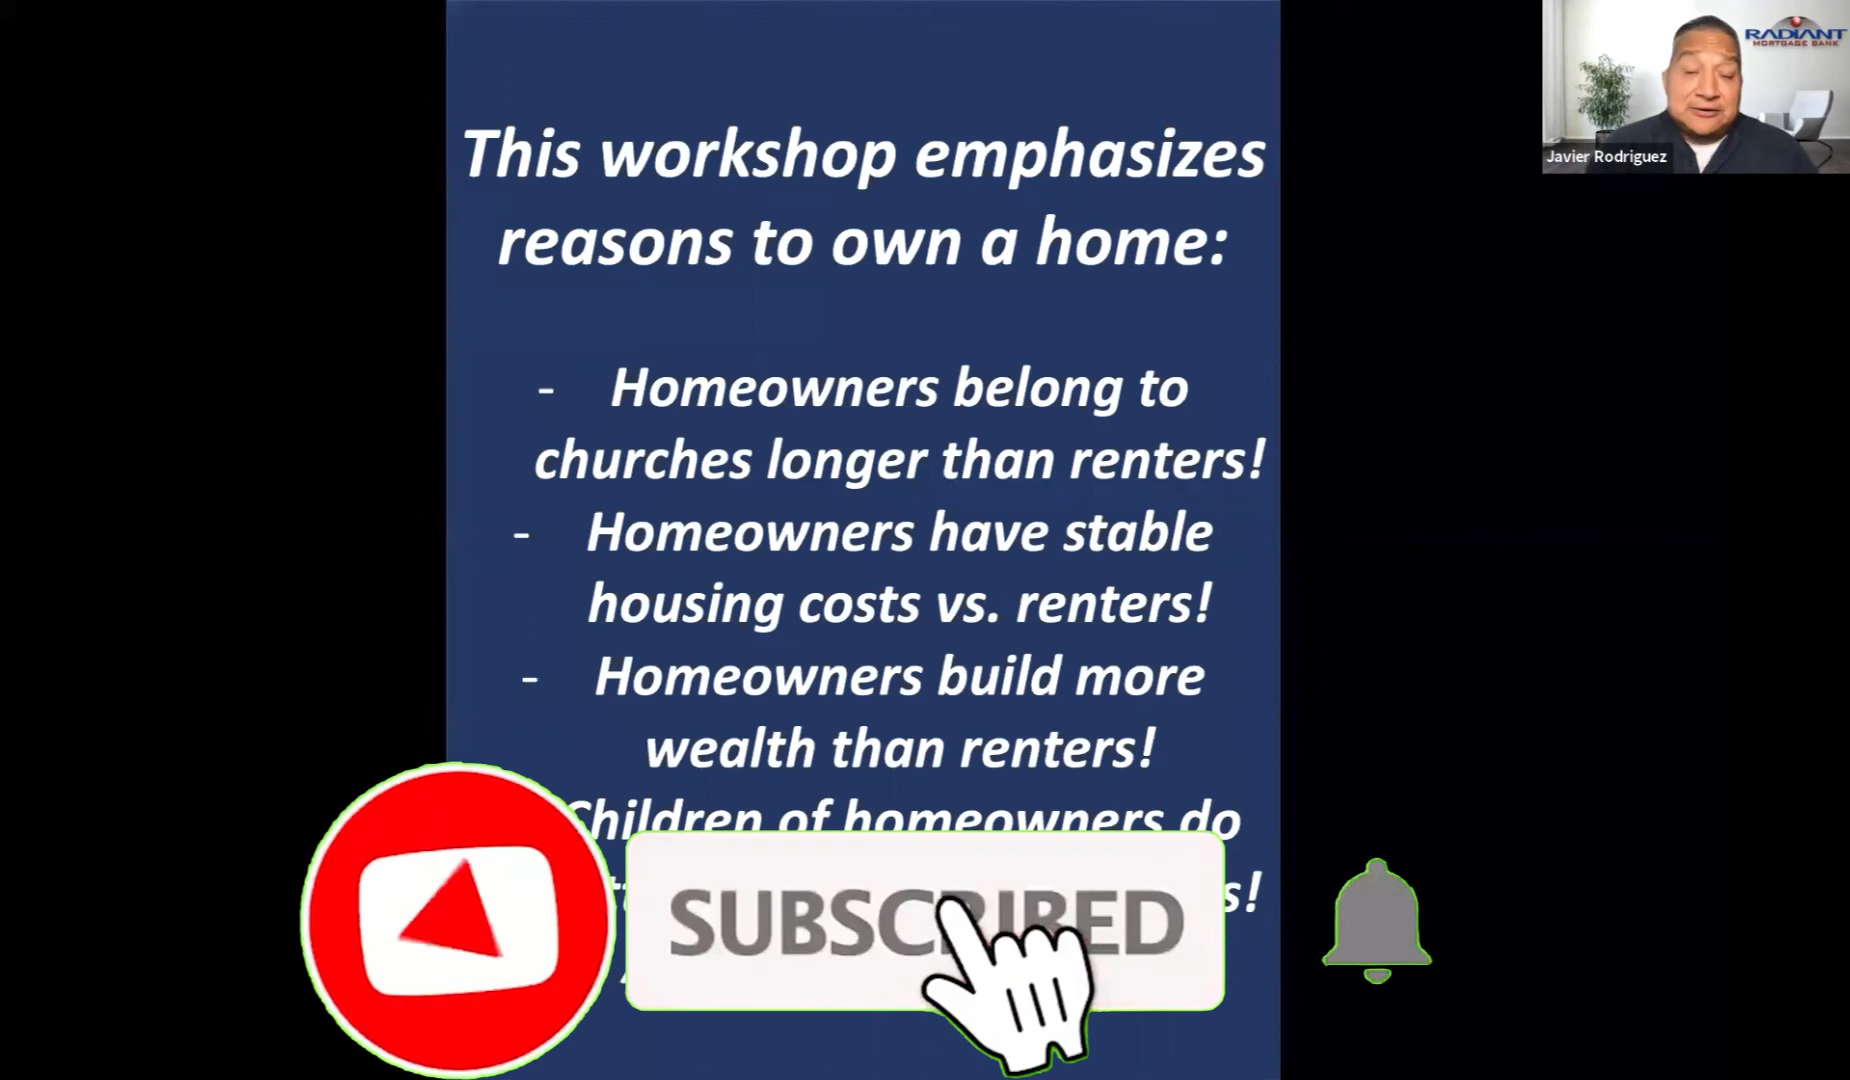 This workshop emphasizes
reasons to own a home:
- Homeowners belong to
churches longer than renters!
- Homeowners have stable
housing costs vs. renters!
- Homeowners build more
wealth than renters!
Children of homeowners do
SUBSCRIBED
RADIANT
MORTGAGE BANK
Javier Rodriguez